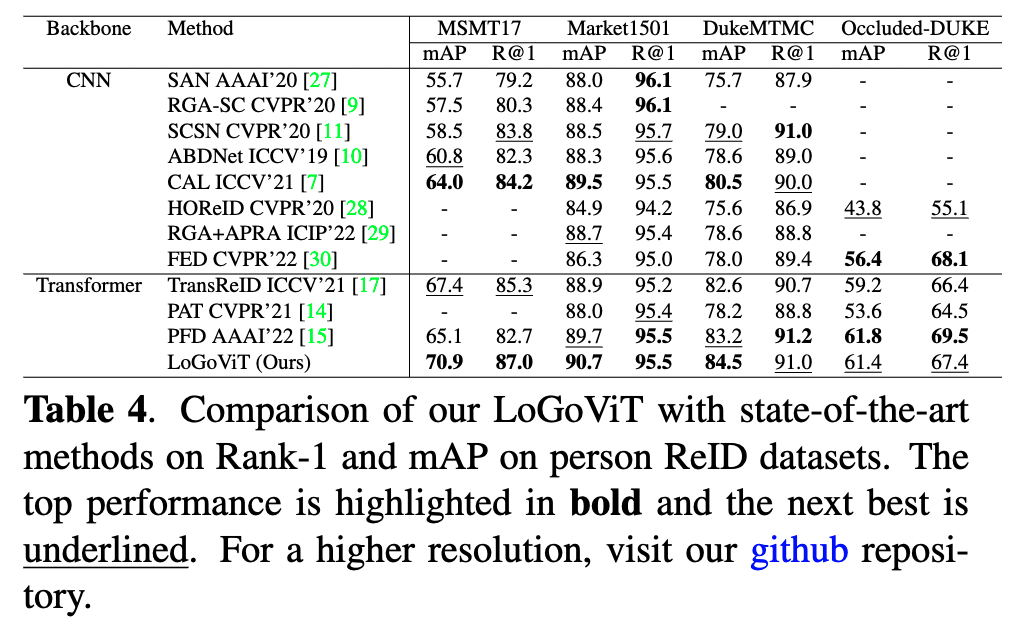 Backbone Method MSMT17 Market1501 DukeMTMC Occluded-DUKE
mAP R@1 mAP R@1 mAP R@1 mAP R@1
CNN SAN AAAI'20 [27] 55.7 79.2 88.0 96.1 75.7 87.9 - -
RGA-SC CVPR'20 [9] 57.5 80.3 88.4 96.1 - - - -
SCSN CVPR'20 [11] 58.5 83.8 88.5 95.7 79.0 91.0 - -
ABDNet ICCV'19 [10] 60.8 82.3 88.3 95.6 78.6 89.0 - -
CAL ICCV'21 [7] 64.0 84.2 89.5 95.5 80.5 90.0 - -
HOReID CVPR'20 [28] - - 84.9 94.2 75.6 86.9 43.8 55.1
RGA+APRA ICIP'22 [29] - - 88.7 95.4 78.6 88.8 - -
FED CVPR'22 [30] - - 86.3 95.0 78.0 89.4 56.4 68.1
Transformer TransReID ICCV'21 [17] 67.4 85.3 88.9 95.2 82.6 90.7 59.2 66.4
PAT CVPR'21 [14] - - 88.0 95.4 78.2 88.8 53.6 64.5
PFD AAAI'22 [15] 65.1 82.7 89.7 95.5 83.2 91.2 61.8 69.5
LoGoViT (Ours) 70.9 87.0 90.7 95.5 84.5 91.0 61.4 67.4
Table 4. Comparison of our LoGoViT with state-of-the-art
methods on Rank-1 and mAP on person ReID datasets. The
top performance is highlighted in bold and the next best is
underlined. For a higher resolution, visit our github reposi-
tory.